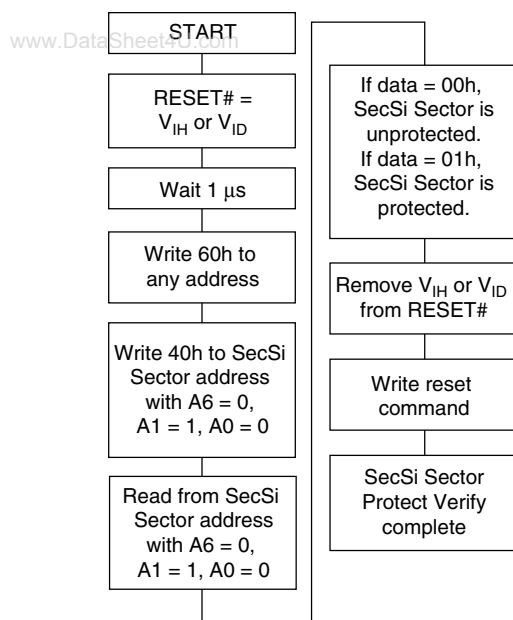 www.DataSheet4U.com
START
RESET# =
V_IH or V_ID
Wait 1 μs
Write 60h to
any address
Write 40h to SecSi
Sector address
with A6 = 0,
A1 = 1, A0 = 0
Read from SecSi
Sector address
with A6 = 0,
A1 = 1, A0 = 0
If data = 00h,
SecSi Sector is
unprotected.
If data = 01h,
SecSi Sector is
protected.
Remove V_IH or V_ID
from RESET#
Write reset
command
SecSi Sector
Protect Verify
complete